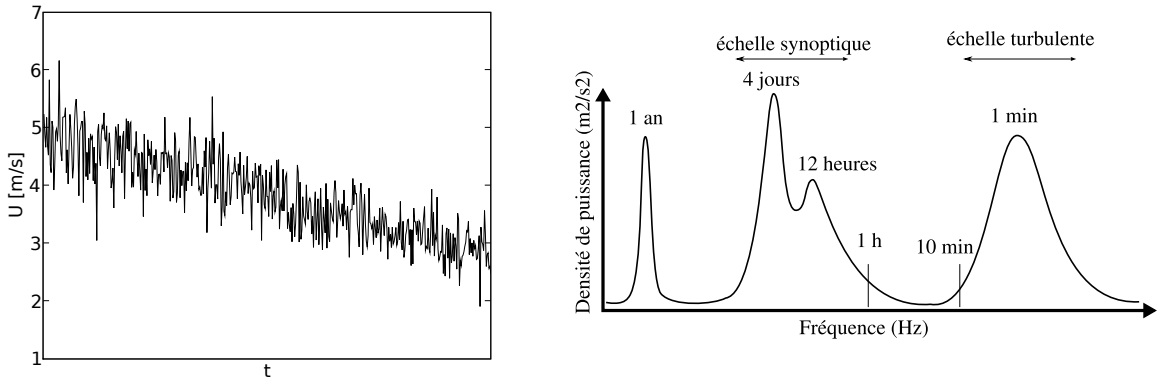 7
6
5
4
3
2
1
U [m/s]
t
échelle synoptique
échelle turbulente
4 jours
1 an
1 min
12 heures
1 h
10 min
Densité de puissance (m2/s2)
Fréquence (Hz)